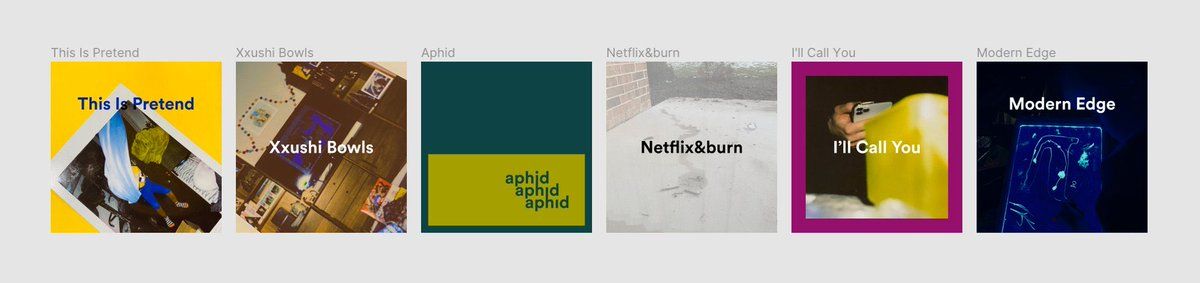 This Is Pretend
Xxushi Bowls
Aphid
Netflix&burn
I'll Call You
Modern Edge
This Is Pretend
Xxushi Bowls
aphid
aphid
aphid
Netflix&burn
I’ll Call You
Modern Edge